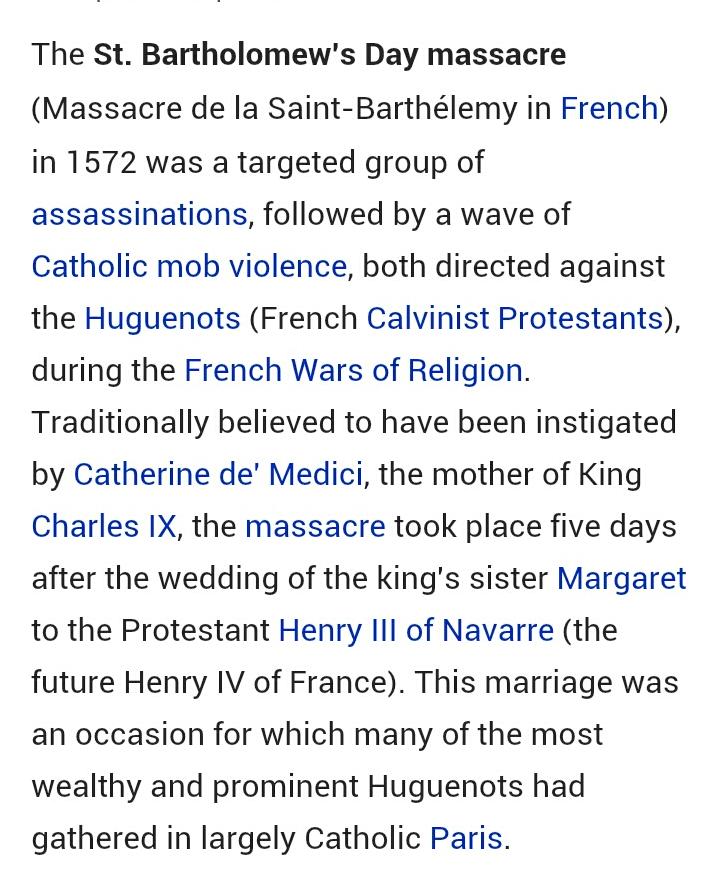 The St. Bartholomew's Day massacre
(Massacre de la Saint-Barthélemy in French)
in 1572 was a targeted group of
assassinations, followed by a wave of
Catholic mob violence, both directed against
the Huguenots (French Calvinist Protestants),
during the French Wars of Religion.
Traditionally believed to have been instigated
by Catherine de' Medici, the mother of King
Charles IX, the massacre took place five days
after the wedding of the king's sister Margaret
to the Protestant Henry III of Navarre (the
future Henry IV of France). This marriage was
an occasion for which many of the most
wealthy and prominent Huguenots had
gathered in largely Catholic Paris.